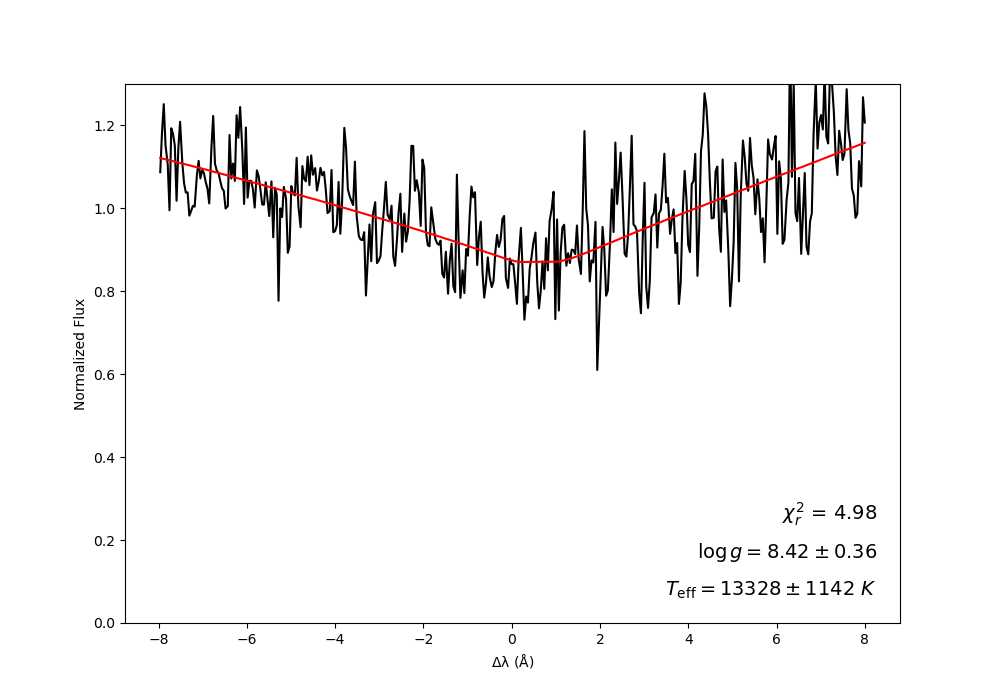 1.2
1.0
0.8
0.6
0.4
0.2
0.0
Normalized Flux
χ²ᵣ = 4.98
log g = 8.42 ± 0.36
T_eff = 13328 ± 1142 K
−8 −6 −4 −2 0 2 4 6 8
Δλ (Å)